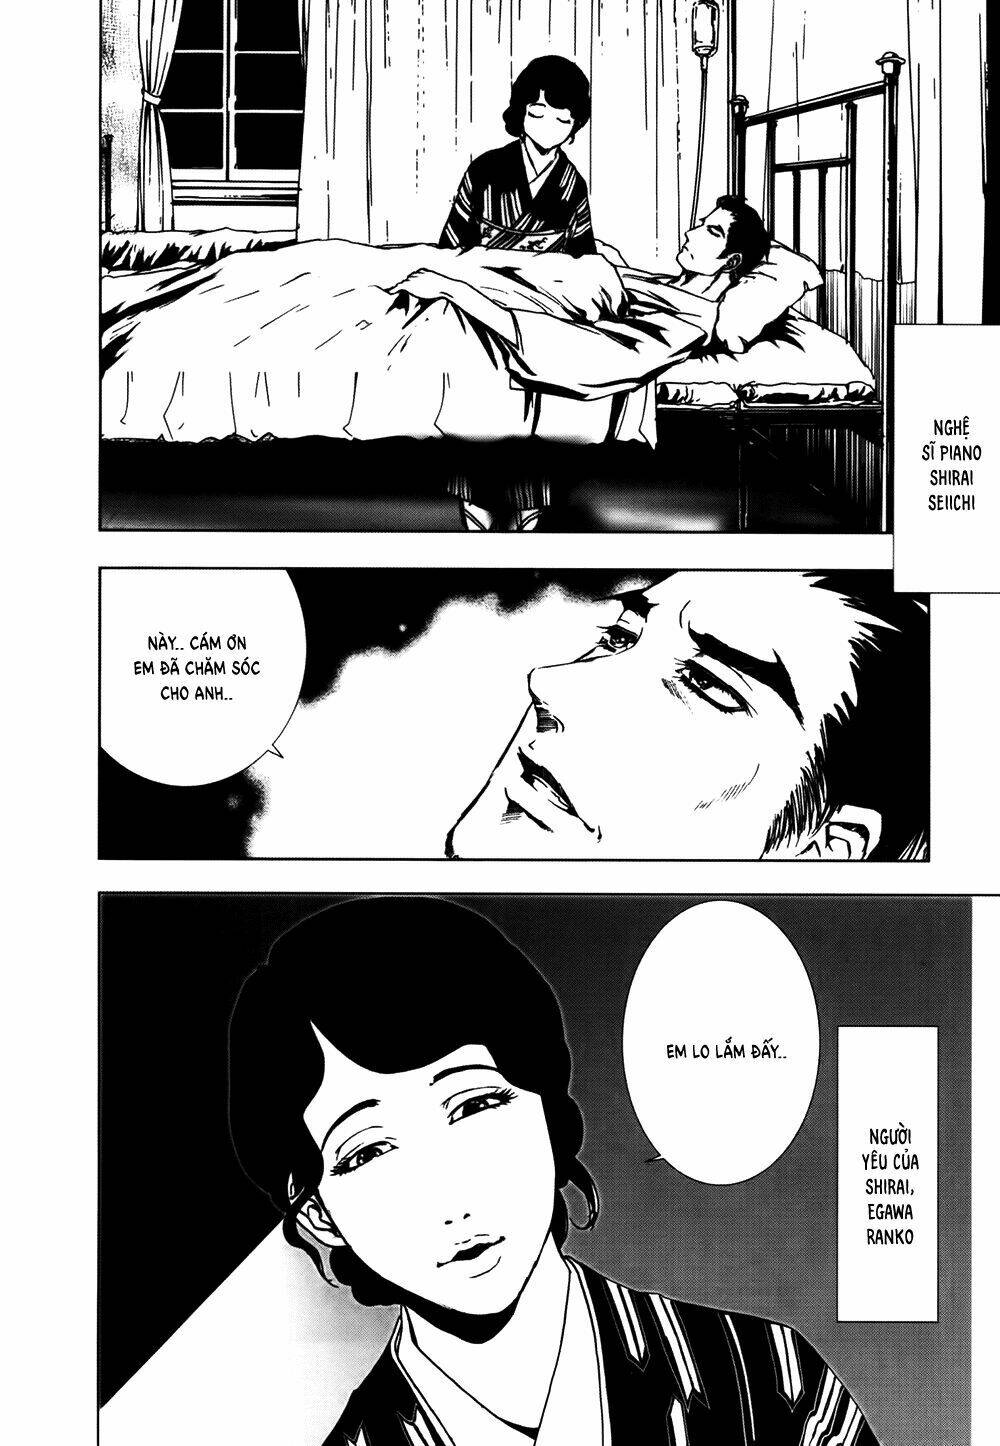 NGHỆ
SĨ PIANO
SHIRAI
SEIICHI
NÀY.. CÁM ƠN
EM ĐÃ CHĂM SÓC
CHO ANH..
EM LO LẮM ĐẤY..
NGƯỜI
YÊU CỦA
SHIRAI,
EGAWA
RANKO